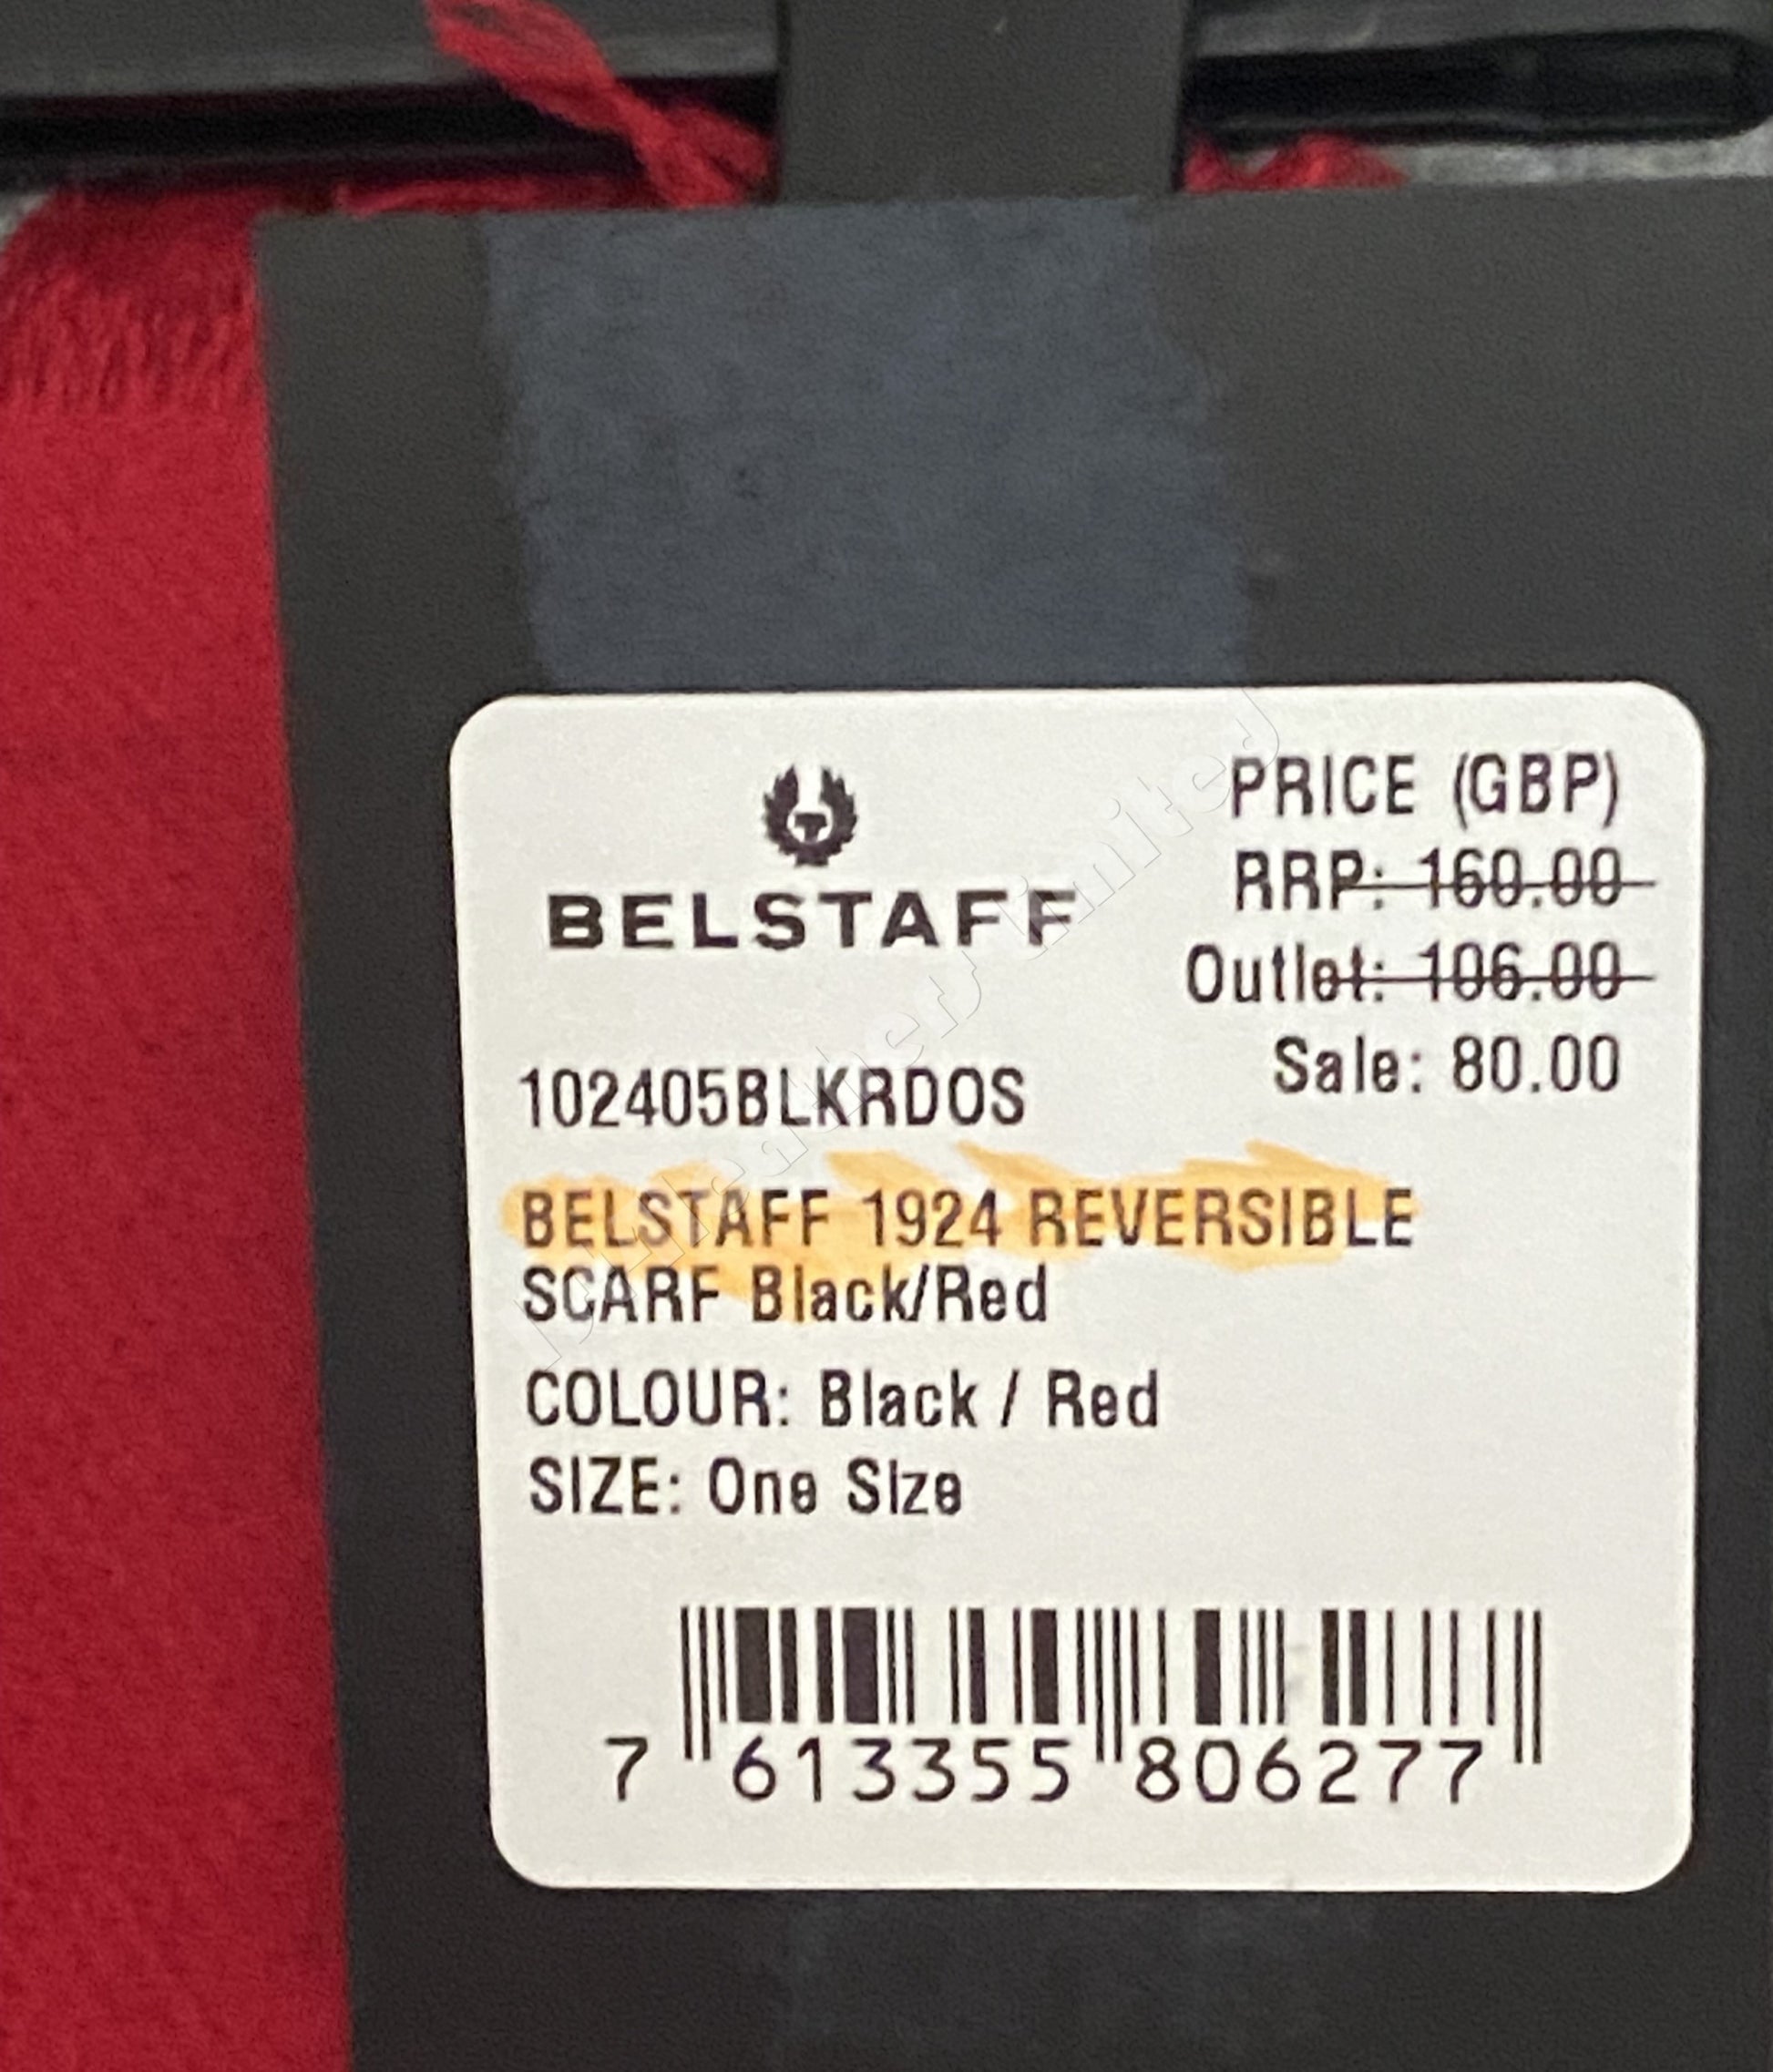 BELSTAFF
PRICE (GBP)
RRP: 160.00
Outlet: 106.00
Sale: 80.00
102405BLKRDOS
BELSTAFF 1924 REVERSIBLE
SCARF Black/Red
COLOUR: Black / Red
SIZE: One Size
7 613355 806277